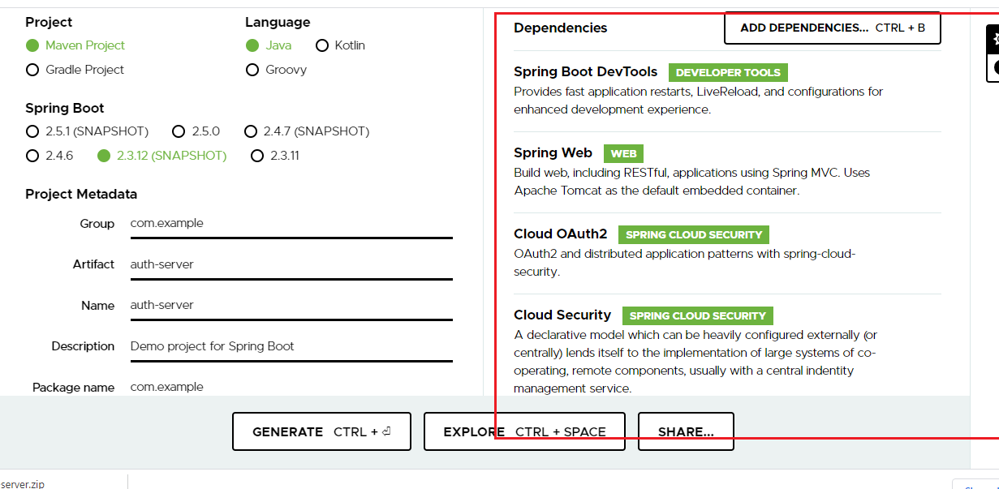 Project
Maven Project
Gradle Project
Language
Java Kotlin
Groovy
Spring Boot
2.5.1 (SNAPSHOT) 2.5.0 2.4.7 (SNAPSHOT)
2.4.6 2.3.12 (SNAPSHOT) 2.3.11
Project Metadata
Group com.example
Artifact auth-server
Name auth-server
Description Demo project for Spring Boot
Package name com.example
Dependencies ADD DEPENDENCIES... CTRL + B
Spring Boot DevTools DEVELOPER TOOLS
Provides fast application restarts, LiveReload, and configurations for
enhanced development experience.
Spring Web WEB
Build web, including RESTful, applications using Spring MVC. Uses
Apache Tomcat as the default embedded container.
Cloud OAuth2 SPRING CLOUD SECURITY
OAuth2 and distributed application patterns with spring-cloud-
security.
Cloud Security SPRING CLOUD SECURITY
A declarative model which can be heavily configured externally (or
centrally) lends itself to the implementation of large systems of co-
operating, remote components, usually with a central indentity
management service.
GENERATE CTRL + ⏎ EXPLORE CTRL + SPACE SHARE...
server.zip